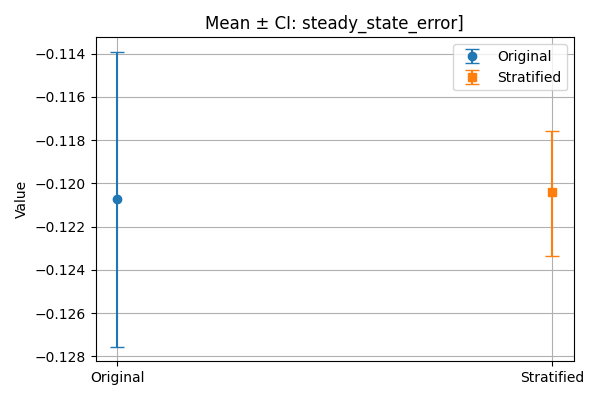 Mean ± CI: steady_state_error]
Original
Stratified
Value
−0.114
−0.116
−0.118
−0.120
−0.122
−0.124
−0.126
−0.128
Original
Stratified